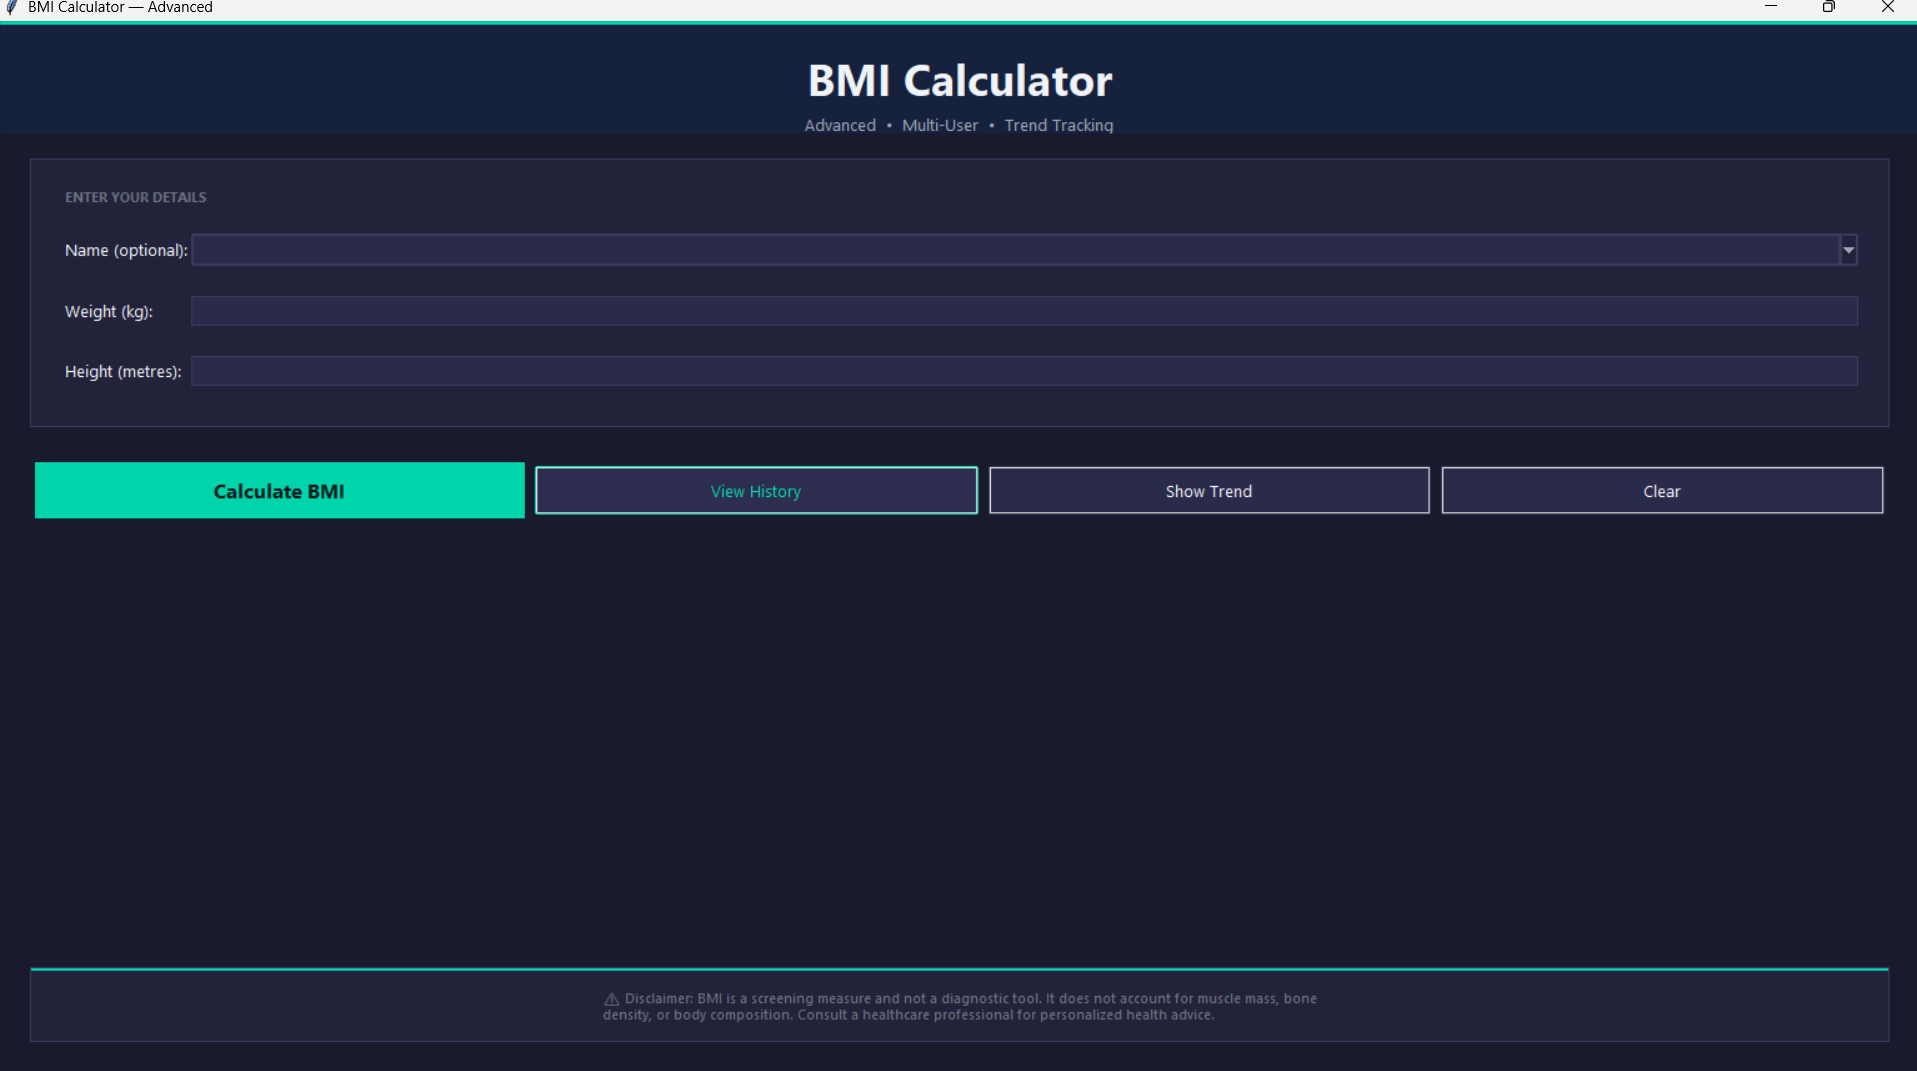 BMI Calculator — Advanced
BMI Calculator
Advanced • Multi-User • Trend Tracking
ENTER YOUR DETAILS
Name (optional):
Weight (kg):
Height (metres):
Calculate BMI
View History
Show Trend
Clear
⚠ Disclaimer: BMI is a screening measure and not a diagnostic tool. It does not account for muscle mass, bone
density, or body composition. Consult a healthcare professional for personalized health advice.